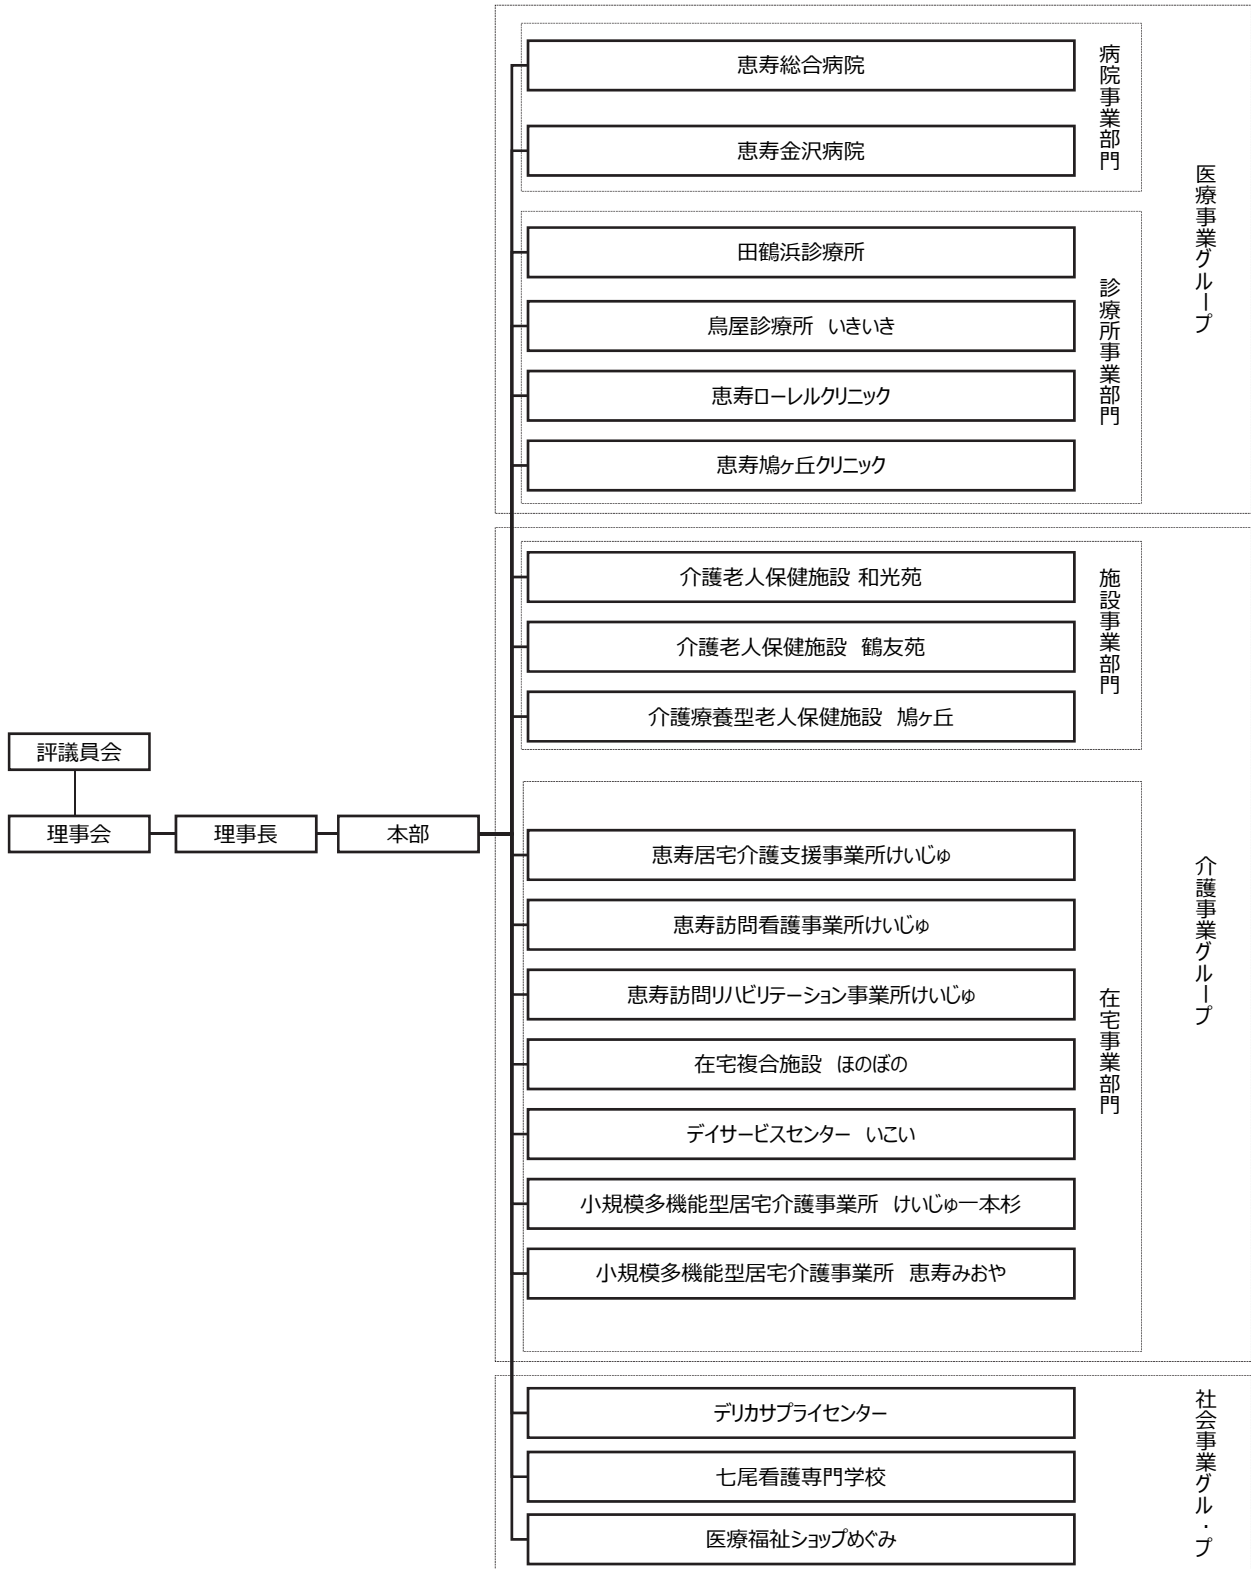 恵寿総合病院
恵寿金沢病院
病院事業部門
田鶴浜診療所
鳥屋診療所　いきいき
恵寿ローレルクリニック
恵寿鳩ヶ丘クリニック
診療所事業部門
医療事業グループ
介護老人保健施設 和光苑
介護老人保健施設　鶴友苑
介護療養型老人保健施設　鳩ヶ丘
施設事業部門
評議員会
理事会
理事長
本部
恵寿居宅介護支援事業所けいじゅ
恵寿訪問看護事業所けいじゅ
恵寿訪問リハビリテーション事業所けいじゅ
在宅複合施設　ほのぼの
デイサービスセンター　いこい
小規模多機能型居宅介護事業所　けいじゅ一本杉
小規模多機能型居宅介護事業所　恵寿みおや
在宅事業部門
介護事業グループ
デリカサプライセンター
七尾看護専門学校
医療福祉ショップめぐみ
社会事業グル・プ